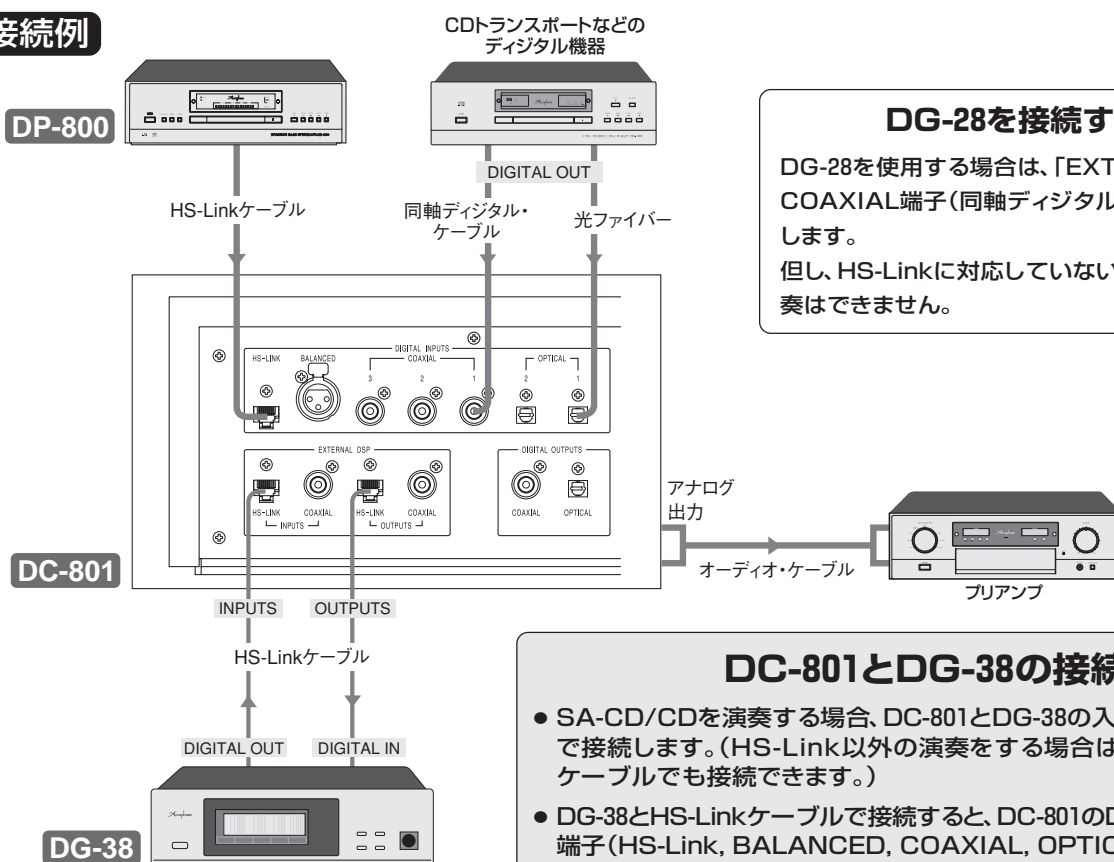 接続例
CDトランスポートなどの
ディジタル機器
DP-800
DIGITAL OUT
HS-Linkケーブル
同軸ディジタル・
ケーブル
光ファイバー
DG-28を接続す
DG-28を使用する場合は、「EXT
COAXIAL端子(同軸ディジタル
します。
但し、HS-Linkに対応していない
奏はできません。
DIGITAL INPUTS
HS-LINK BALANCED COAXIAL OPTICAL
3 2 1 2 1
EXTERNAL DSP DIGITAL OUTPUTS
HS-LINK COAXIAL HS-LINK COAXIAL COAXIAL OPTICAL
INPUTS OUTPUTS
アナログ
出力
オーディオ・ケーブル
プリアンプ
DC-801
INPUTS OUTPUTS
HS-Linkケーブル
DIGITAL OUT DIGITAL IN
Accuphase
DG-38
DC-801とDG-38の接続
● SA-CD/CDを演奏する場合、DC-801とDG-38の入
で接続します。(HS-Link以外の演奏をする場合は
ケーブルでも接続できます。)
● DG-38とHS-Linkケーブルで接続すると、DC-801のD
端子(HS-Link, BALANCED, COAXIAL, OPTIC